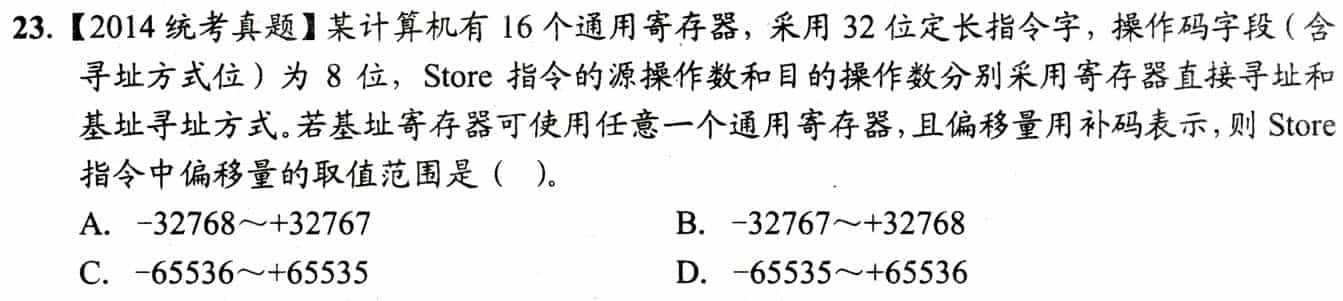 23.【2014 统考真题】某计算机有 16 个通用寄存器，采用 32 位定长指令字，操作码字段（含
寻址方式位）为 8 位，Store 指令的源操作数和目的操作数分别采用寄存器直接寻址和
基址寻址方式。若基址寄存器可使用任意一个通用寄存器，且偏移量用补码表示，则 Store
指令中偏移量的取值范围是（ ）。
A. -32768～+32767 B. -32767～+32768
C. -65536～+65535 D. -65535～+65536